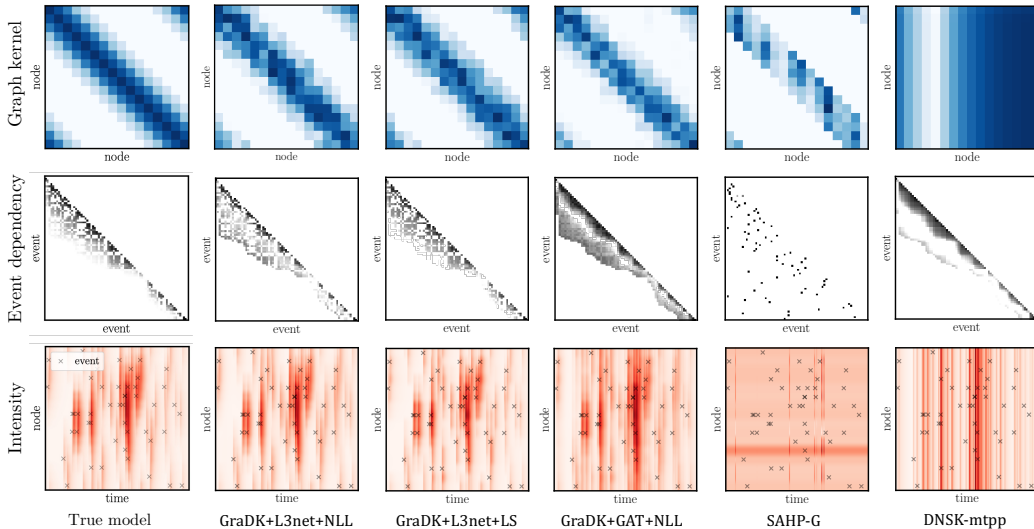 Graph kernel
node
node
node
node
node
node
node
node
node
node
node
node
Event dependency
event
event
event
event
event
event
event
event
event
event
event
event
Intensity
× event
node
node
node
node
node
node
time
time
time
time
time
time
True model
GraDK+L3net+NLL
GraDK+L3net+LS
GraDK+GAT+NLL
SAHP-G
DNSK-mtpp